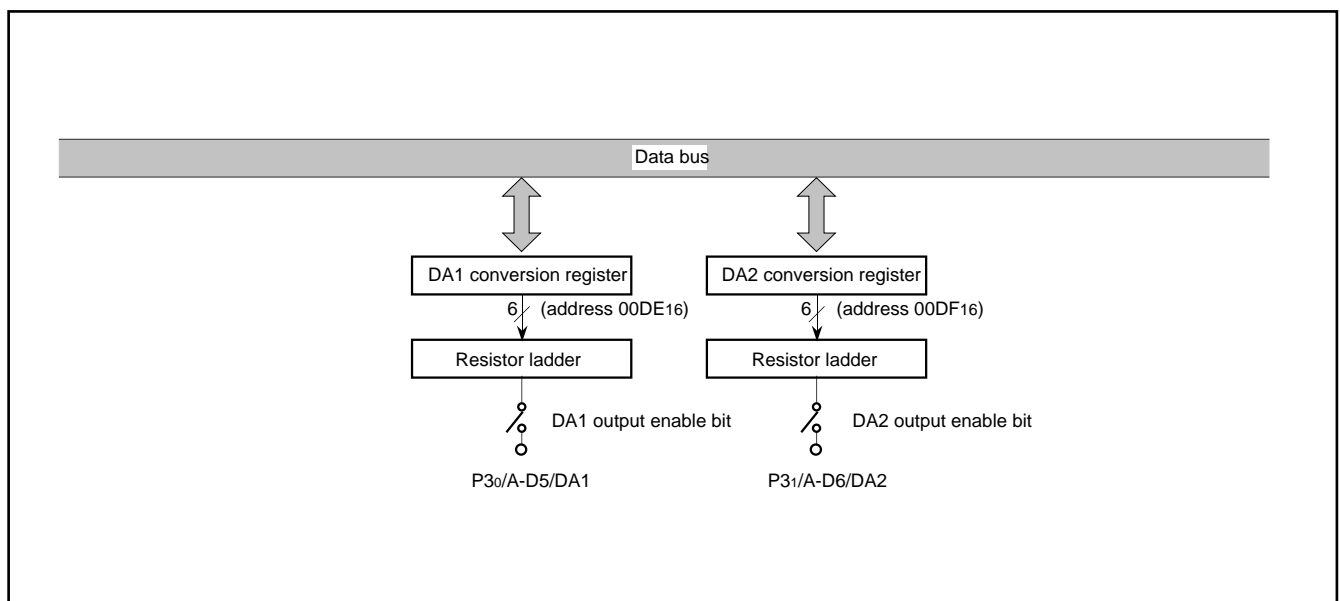 Data bus
DA1 conversion register
DA2 conversion register
6 (address 00DE16)
6 (address 00DF16)
Resistor ladder
Resistor ladder
DA1 output enable bit
DA2 output enable bit
P30/A-D5/DA1
P31/A-D6/DA2